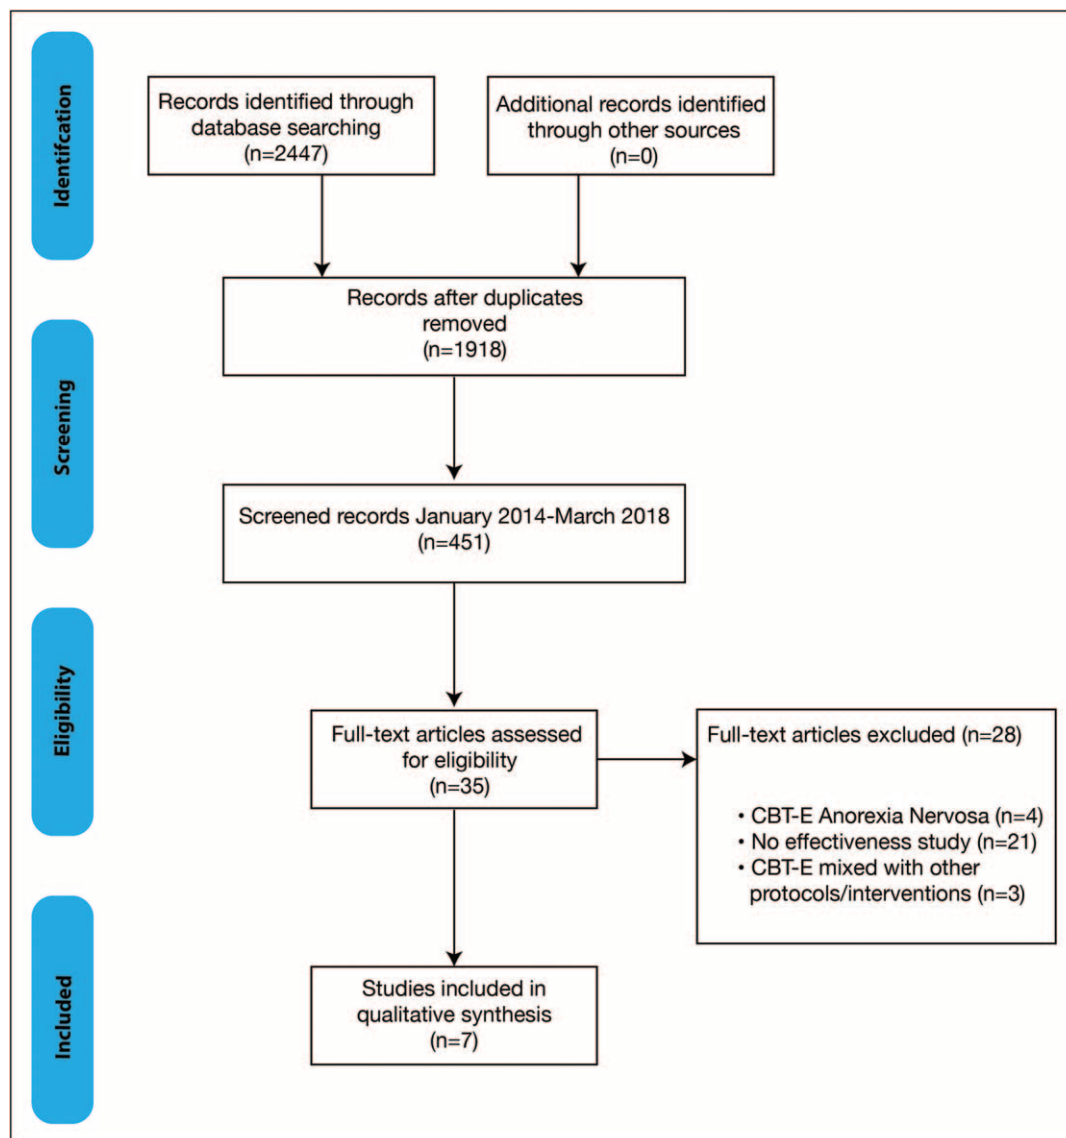 Identifcation
Records identified through
database searching
(n=2447)
Additional records identified
through other sources
(n=0)
Records after duplicates
removed
(n=1918)
Screening
Screened records January 2014-March 2018
(n=451)
Eligibility
Full-text articles assessed
for eligibility
(n=35)
Full-text articles excluded (n=28)
• CBT-E Anorexia Nervosa (n=4)
• No effectiveness study (n=21)
• CBT-E mixed with other
protocols/interventions (n=3)
Included
Studies included in
qualitative synthesis
(n=7)